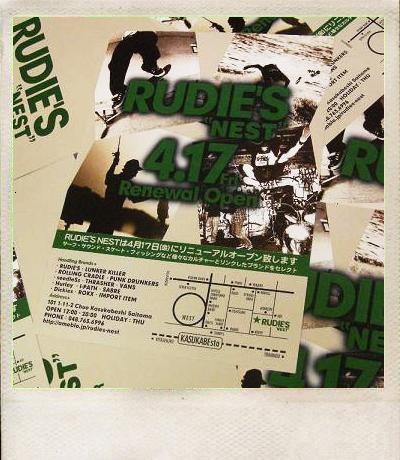 RUDIE'S
"NEST"
RUDIE'S
"NEST"
4.17 Fri
Renewal Open
RUDIE'S NESTは4月17日(金)にリニューアルオープン致します
サーフ・サウンド・スケート・フィッシングなど様々なカルチャーとリンクしたブランドをセレクト
Handling Brands
・RUDIE'S ・LUNKER KILLER
・ROLLING CRADLE ・PUNK DRUNKERS
・seedleSs ・THRASHER ・VANS
・Hurley ・I-PATH ・SABRE
・Dickies ・ROKX ・IMPORT ITEM
Address
101 1-11-2 Chuo Kasukabeshi Saitama
OPEN 12:00 - 20:00 HOLIDAY : THU
PHONE : 048.765.6996
http://ameblo.jp/rudies-nest
NEST
KASUKABEsta
RUDIE'S
NEST
4.17